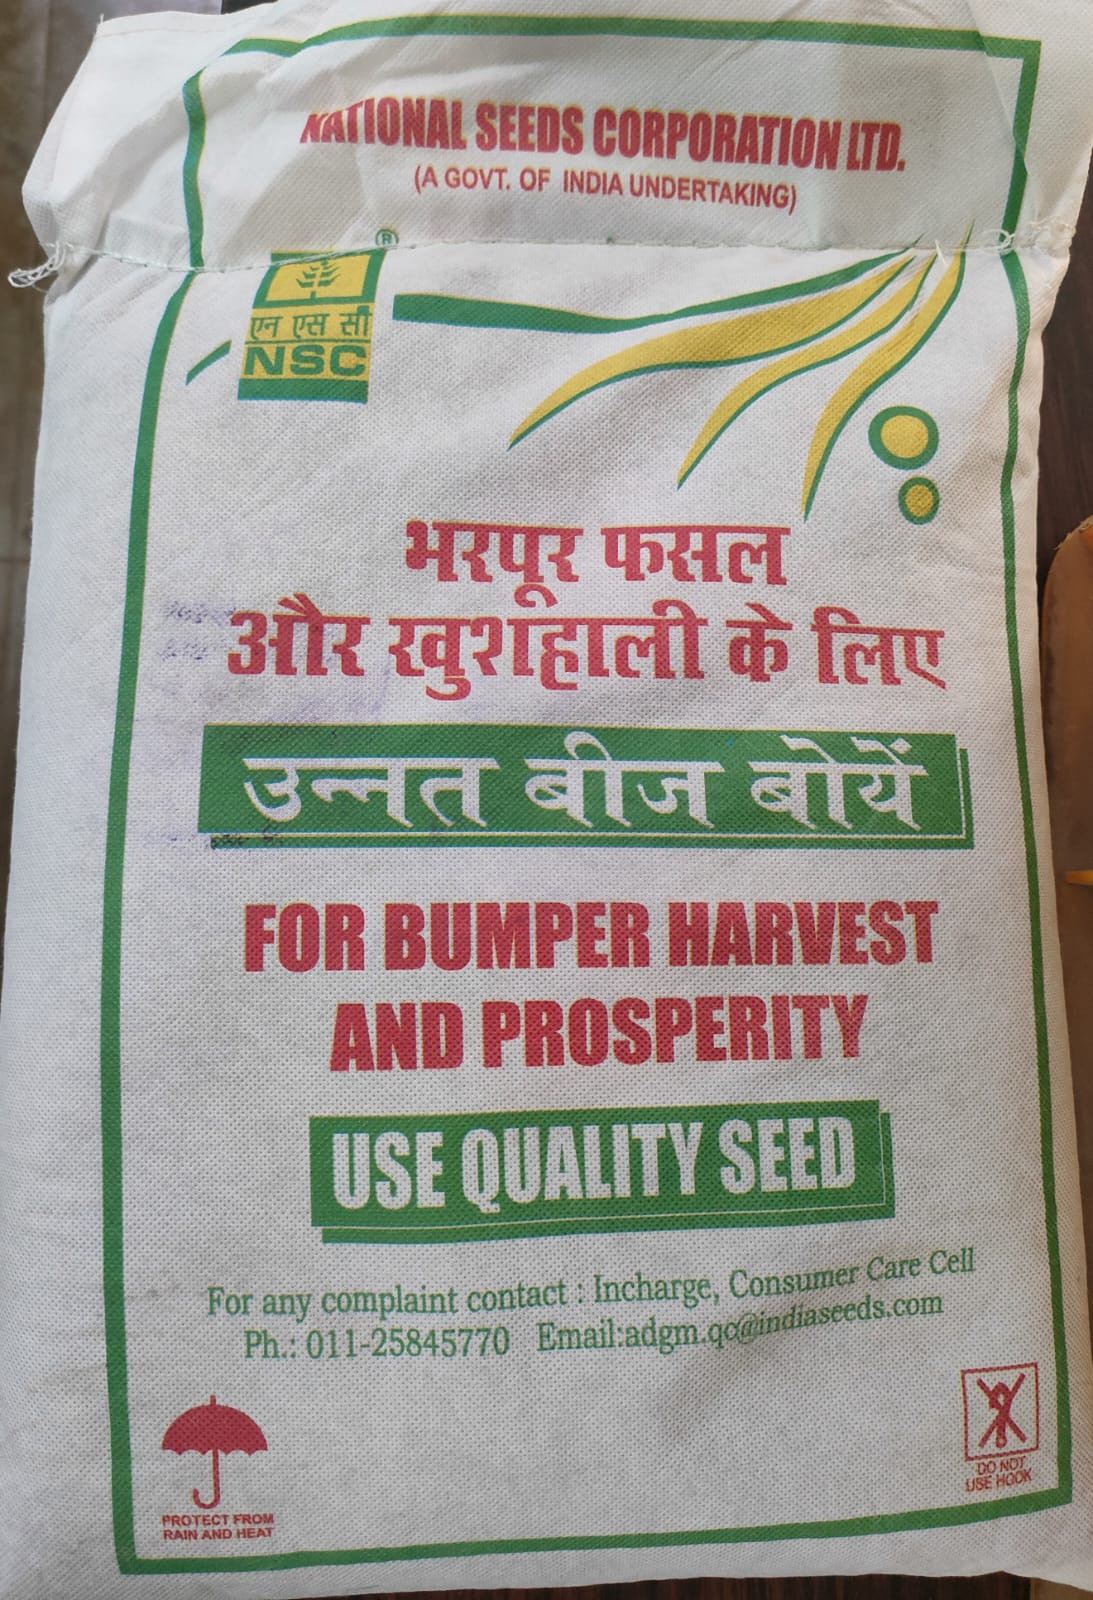 NATIONAL SEEDS CORPORATION LTD.
(A GOVT. OF INDIA UNDERTAKING)
®
एन एस सी
NSC
भरपूर फसल
और खुशहाली के लिए
उन्नत बीज बोयें
FOR BUMPER HARVEST
AND PROSPERITY
USE QUALITY SEED
For any complaint contact : Incharge, Consumer Care Cell
Ph.: 011-25845770 Email:adgm.qc@indiaseeds.com
PROTECT FROM
RAIN AND HEAT
DO NOT
USE HOOK